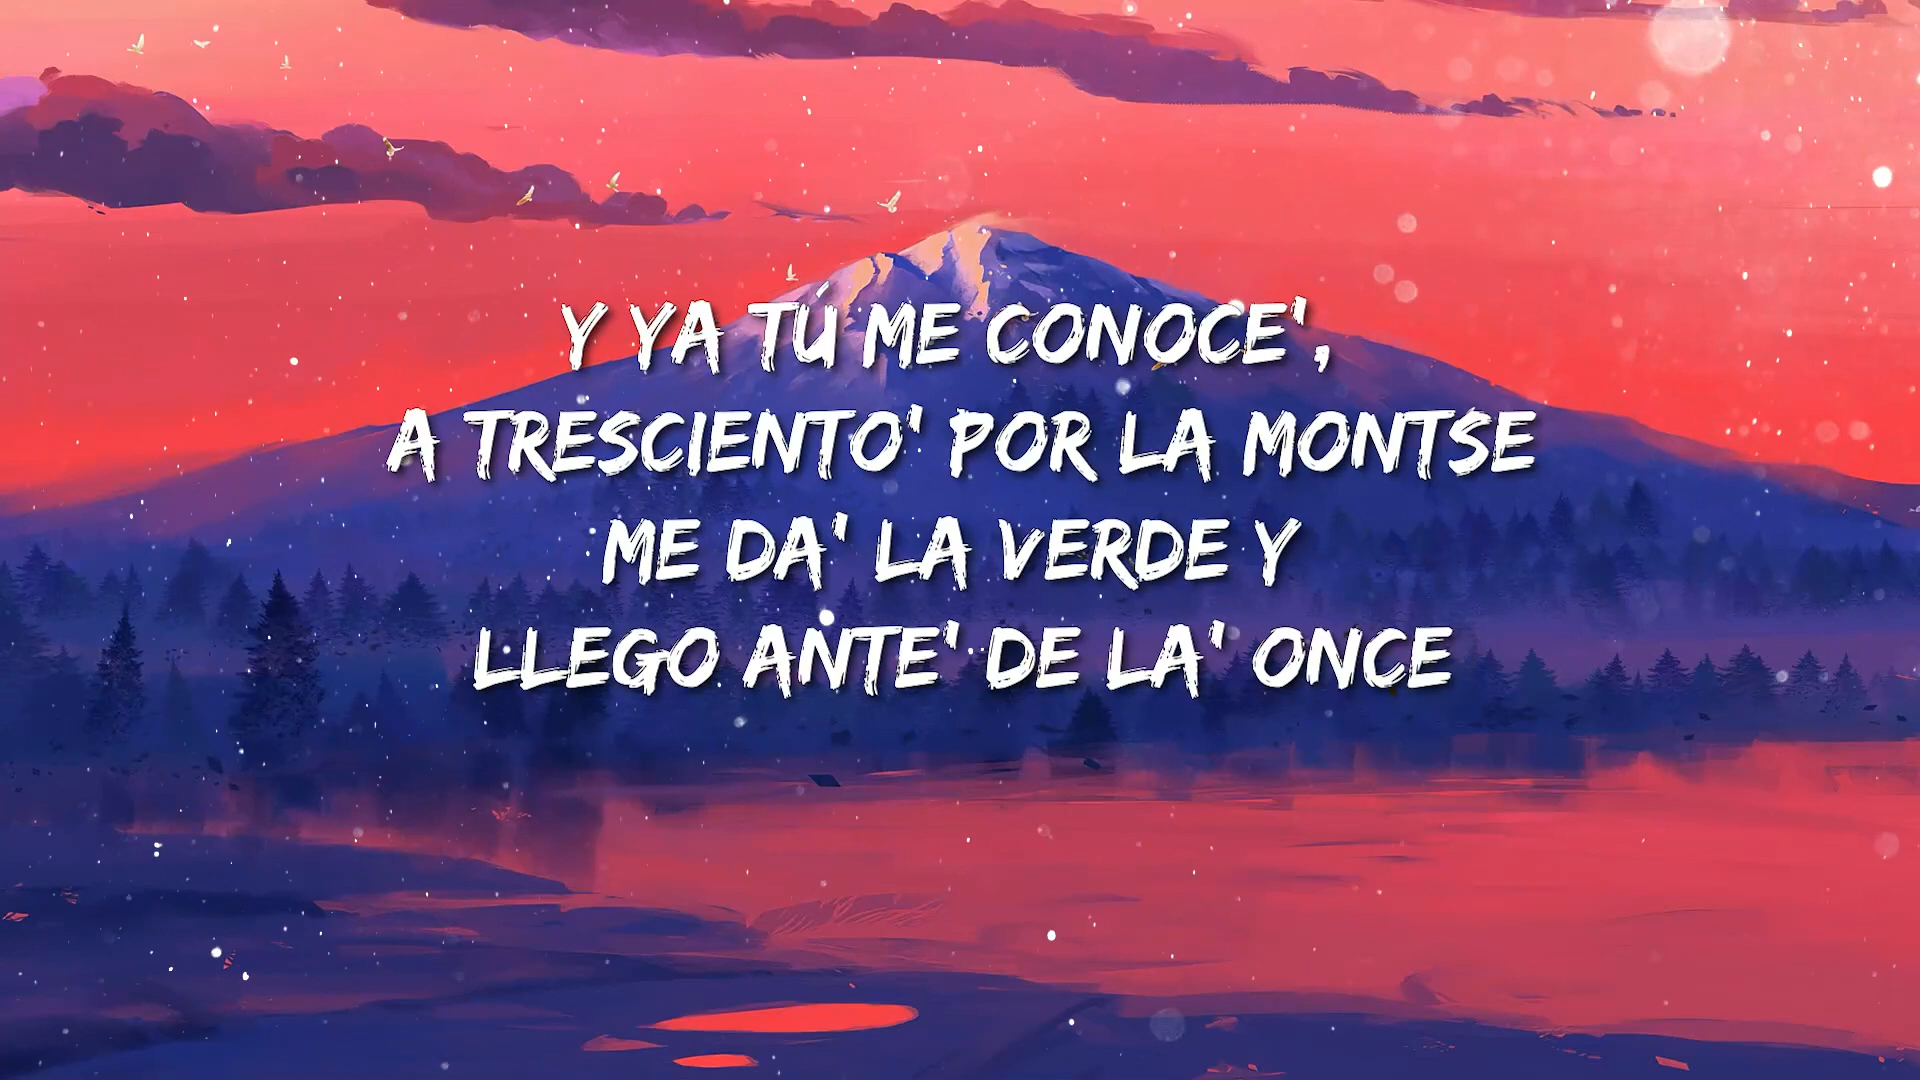 Y YA TÚ ME CONOCE',
A TRESCIENTO' POR LA MONTSE
ME DA' LA VERDE Y
LLEGO ANTE' DE LA' ONCE